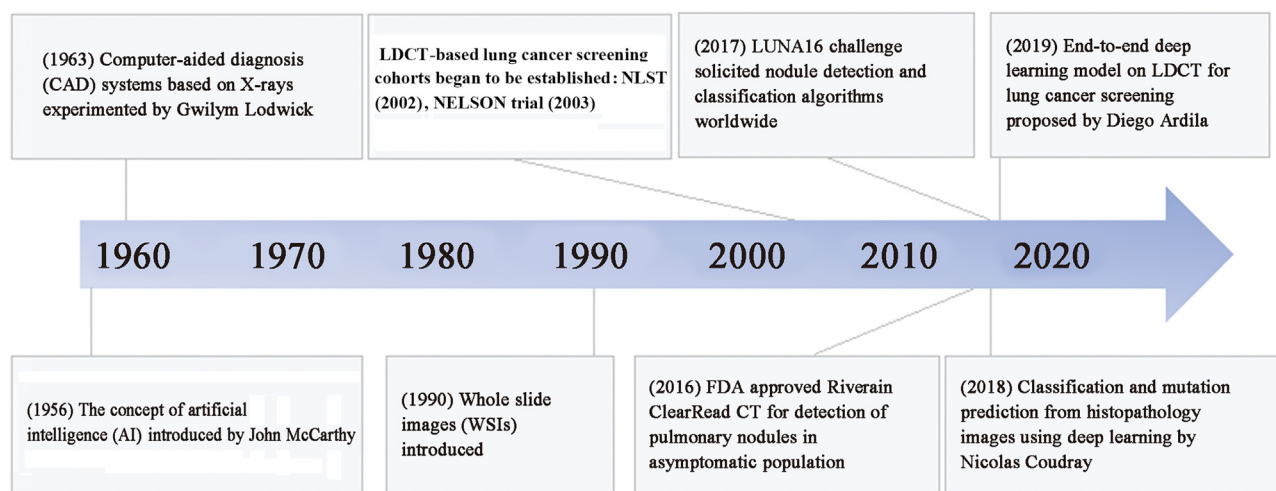 (1963) Computer-aided diagnosis
(CAD) systems based on X-rays
experimented by Gwilym Lodwick
LDCT-based lung cancer screening
cohorts began to be established: NLST
(2002), NELSON trial (2003)
(2017) LUNA16 challenge
solicited nodule detection and
classification algorithms
worldwide
(2019) End-to-end deep
learning model on LDCT for
lung cancer screening
proposed by Diego Ardila
1960 1970 1980 1990 2000 2010 2020
(1956) The concept of artificial
intelligence (AI) introduced by John McCarthy
(1990) Whole slide
images (WSIs)
introduced
(2016) FDA approved Riverain
ClearRead CT for detection of
pulmonary nodules in
asymptomatic population
(2018) Classification and mutation
prediction from histopathology
images using deep learning by
Nicolas Coudray